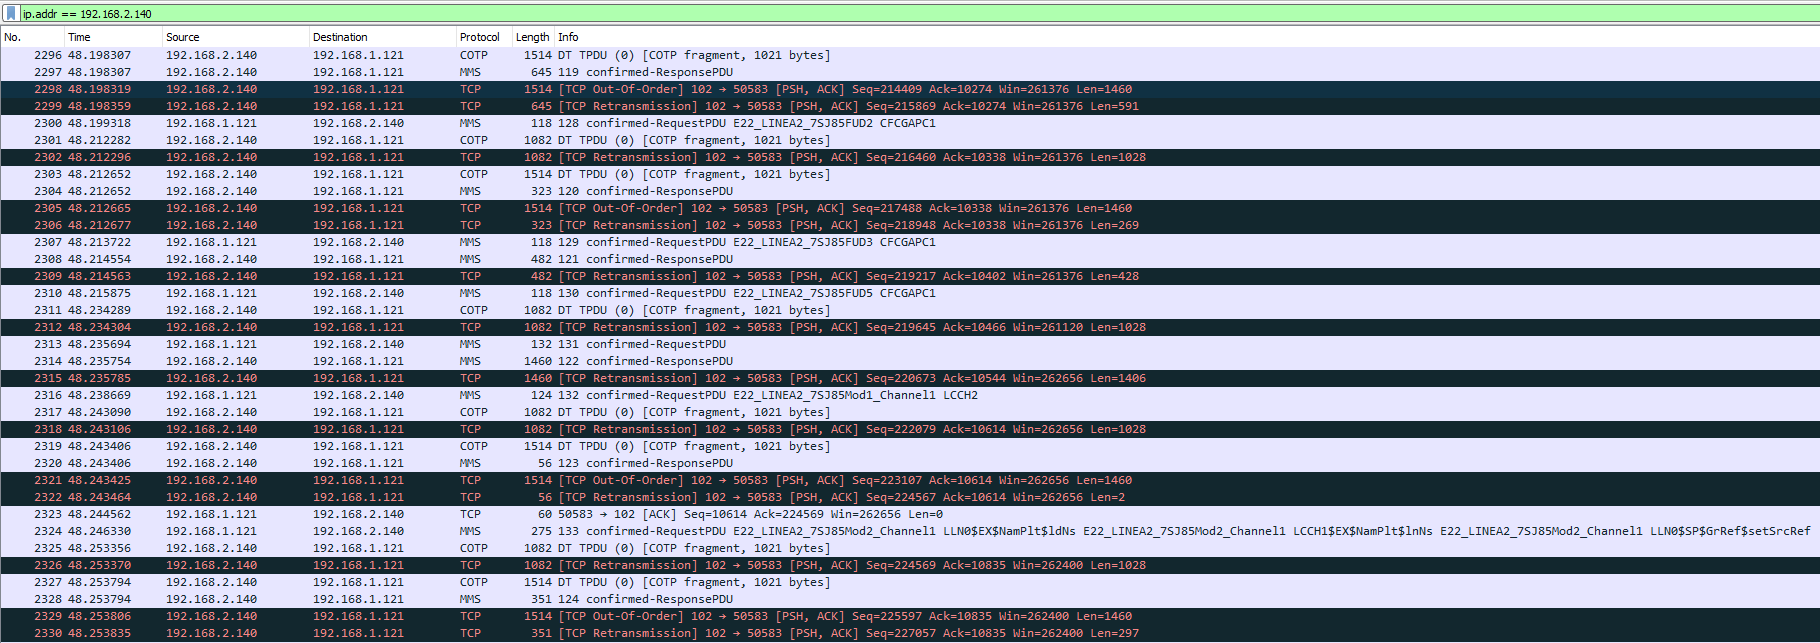 ip.addr == 192.168.2.140
No. Time Source Destination Protocol Length Info
2296 48.198307 192.168.2.140 192.168.1.121 COTP 1514 DT TPDU (0) [COTP fragment, 1021 bytes]
2297 48.198307 192.168.2.140 192.168.1.121 MMS 645 119 confirmed-ResponsePDU
2298 48.198319 192.168.2.140 192.168.1.121 TCP 1514 [TCP Out-Of-Order] 102 → 50583 [PSH, ACK] Seq=214409 Ack=10274 Win=261376 Len=1460
2299 48.198359 192.168.2.140 192.168.1.121 TCP 645 [TCP Retransmission] 102 → 50583 [PSH, ACK] Seq=215869 Ack=10274 Win=261376 Len=591
2300 48.199318 192.168.1.121 192.168.2.140 MMS 118 128 confirmed-RequestPDU E22_LINEA2_7SJ85FUD2 CFCGAPC1
2301 48.212282 192.168.2.140 192.168.1.121 COTP 1082 DT TPDU (0) [COTP fragment, 1021 bytes]
2302 48.212296 192.168.2.140 192.168.1.121 TCP 1082 [TCP Retransmission] 102 → 50583 [PSH, ACK] Seq=216460 Ack=10338 Win=261376 Len=1028
2303 48.212652 192.168.2.140 192.168.1.121 COTP 1514 DT TPDU (0) [COTP fragment, 1021 bytes]
2304 48.212652 192.168.2.140 192.168.1.121 MMS 323 120 confirmed-ResponsePDU
2305 48.212665 192.168.2.140 192.168.1.121 TCP 1514 [TCP Out-Of-Order] 102 → 50583 [PSH, ACK] Seq=217488 Ack=10338 Win=261376 Len=1460
2306 48.212677 192.168.2.140 192.168.1.121 TCP 323 [TCP Retransmission] 102 → 50583 [PSH, ACK] Seq=218948 Ack=10338 Win=261376 Len=269
2307 48.213722 192.168.1.121 192.168.2.140 MMS 118 129 confirmed-RequestPDU E22_LINEA2_7SJ85FUD3 CFCGAPC1
2308 48.214554 192.168.2.140 192.168.1.121 MMS 482 121 confirmed-ResponsePDU
2309 48.214563 192.168.2.140 192.168.1.121 TCP 482 [TCP Retransmission] 102 → 50583 [PSH, ACK] Seq=219217 Ack=10402 Win=261376 Len=428
2310 48.215875 192.168.1.121 192.168.2.140 MMS 118 130 confirmed-RequestPDU E22_LINEA2_7SJ85FUD5 CFCGAPC1
2311 48.234289 192.168.2.140 192.168.1.121 COTP 1082 DT TPDU (0) [COTP fragment, 1021 bytes]
2312 48.234304 192.168.2.140 192.168.1.121 TCP 1082 [TCP Retransmission] 102 → 50583 [PSH, ACK] Seq=219645 Ack=10466 Win=261120 Len=1028
2313 48.235694 192.168.1.121 192.168.2.140 MMS 132 131 confirmed-RequestPDU
2314 48.235754 192.168.2.140 192.168.1.121 MMS 1460 122 confirmed-ResponsePDU
2315 48.235785 192.168.2.140 192.168.1.121 TCP 1460 [TCP Retransmission] 102 → 50583 [PSH, ACK] Seq=220673 Ack=10544 Win=262656 Len=1406
2316 48.238669 192.168.1.121 192.168.2.140 MMS 124 132 confirmed-RequestPDU E22_LINEA2_7SJ85Mod1_Channel1 LCCH2
2317 48.243090 192.168.2.140 192.168.1.121 COTP 1082 DT TPDU (0) [COTP fragment, 1021 bytes]
2318 48.243106 192.168.2.140 192.168.1.121 TCP 1082 [TCP Retransmission] 102 → 50583 [PSH, ACK] Seq=222079 Ack=10614 Win=262656 Len=1028
2319 48.243406 192.168.2.140 192.168.1.121 COTP 1514 DT TPDU (0) [COTP fragment, 1021 bytes]
2320 48.243406 192.168.2.140 192.168.1.121 MMS 56 123 confirmed-ResponsePDU
2321 48.243425 192.168.2.140 192.168.1.121 TCP 1514 [TCP Out-Of-Order] 102 → 50583 [PSH, ACK] Seq=223107 Ack=10614 Win=262656 Len=1460
2322 48.243464 192.168.2.140 192.168.1.121 TCP 56 [TCP Retransmission] 102 → 50583 [PSH, ACK] Seq=224567 Ack=10614 Win=262656 Len=2
2323 48.244562 192.168.1.121 192.168.2.140 TCP 60 50583 → 102 [ACK] Seq=10614 Ack=224569 Win=262656 Len=0
2324 48.246330 192.168.1.121 192.168.2.140 MMS 275 133 confirmed-RequestPDU E22_LINEA2_7SJ85Mod2_Channel1 LLN0$EX$NamPlt$ldNs E22_LINEA2_7SJ85Mod2_Channel1 LCCH1$EX$NamPlt$lnNs E22_LINEA2_7SJ85Mod2_Channel1 LLN0$SP$GrRef$setSrcRef
2325 48.253356 192.168.2.140 192.168.1.121 COTP 1082 DT TPDU (0) [COTP fragment, 1021 bytes]
2326 48.253370 192.168.2.140 192.168.1.121 TCP 1082 [TCP Retransmission] 102 → 50583 [PSH, ACK] Seq=224569 Ack=10835 Win=262400 Len=1028
2327 48.253794 192.168.2.140 192.168.1.121 COTP 1514 DT TPDU (0) [COTP fragment, 1021 bytes]
2328 48.253794 192.168.2.140 192.168.1.121 MMS 351 124 confirmed-ResponsePDU
2329 48.253806 192.168.2.140 192.168.1.121 TCP 1514 [TCP Out-Of-Order] 102 → 50583 [PSH, ACK] Seq=225597 Ack=10835 Win=262400 Len=1460
2330 48.253835 192.168.2.140 192.168.1.121 TCP 351 [TCP Retransmission] 102 → 50583 [PSH, ACK] Seq=227057 Ack=10835 Win=262400 Len=297